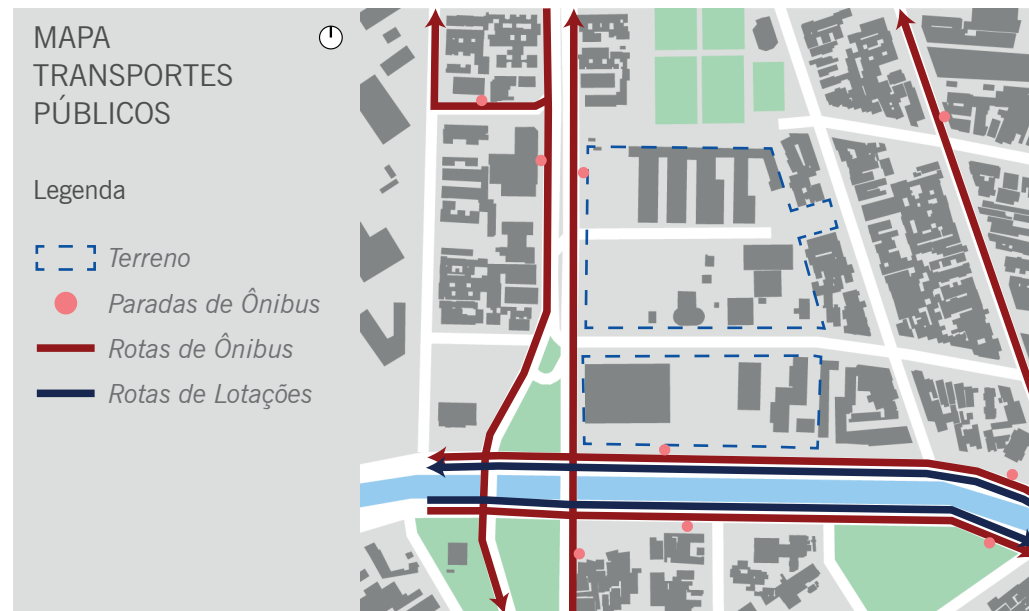 MAPA
TRANSPORTES
PÚBLICOS
Legenda
Terreno
Paradas de Ônibus
Rotas de Ônibus
Rotas de Lotações